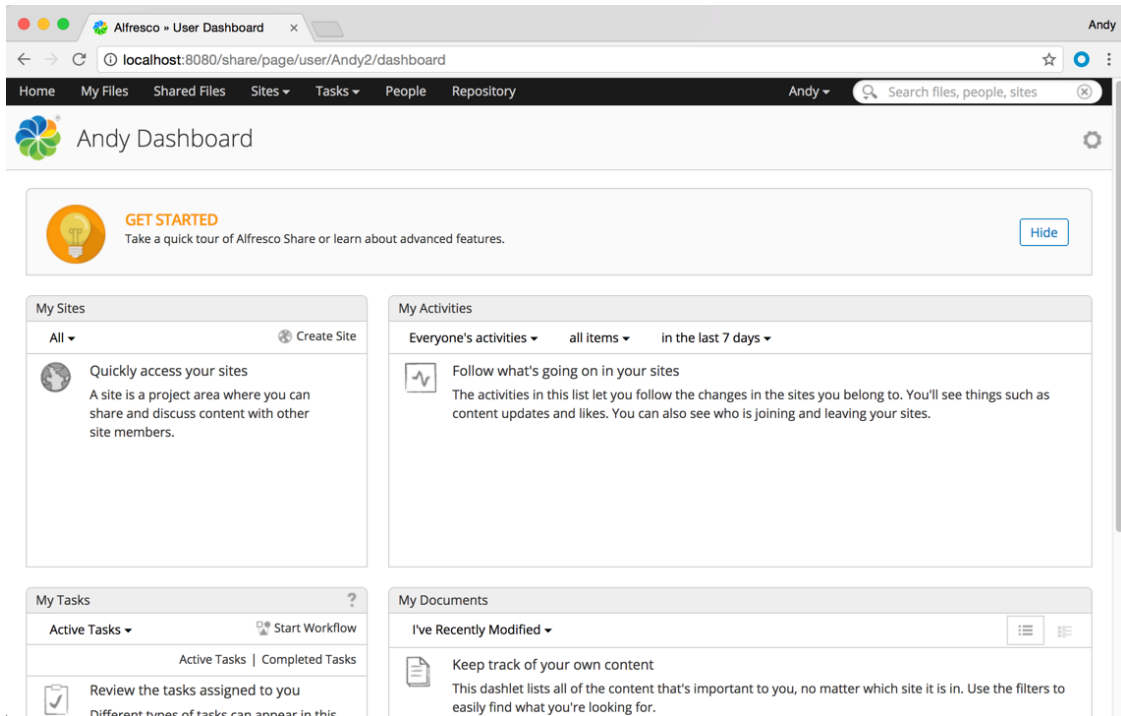 Alfresco » User Dashboard
Andy
localhost:8080/share/page/user/Andy2/dashboard
Home My Files Shared Files Sites Tasks People Repository Andy Search files, people, sites
Andy Dashboard
GET STARTED
Take a quick tour of Alfresco Share or learn about advanced features.
Hide
My Sites
All Create Site
Quickly access your sites
A site is a project area where you can
share and discuss content with other
site members.
My Activities
Everyone's activities all items in the last 7 days
Follow what's going on in your sites
The activities in this list let you follow the changes in the sites you belong to. You'll see things such as
content updates and likes. You can also see who is joining and leaving your sites.
My Tasks ?
Active Tasks Start Workflow
Active Tasks | Completed Tasks
Review the tasks assigned to you
Different types of tasks can appear in this
My Documents
I've Recently Modified
Keep track of your own content
This dashlet lists all of the content that's important to you, no matter which site it is in. Use the filters to
easily find what you're looking for.